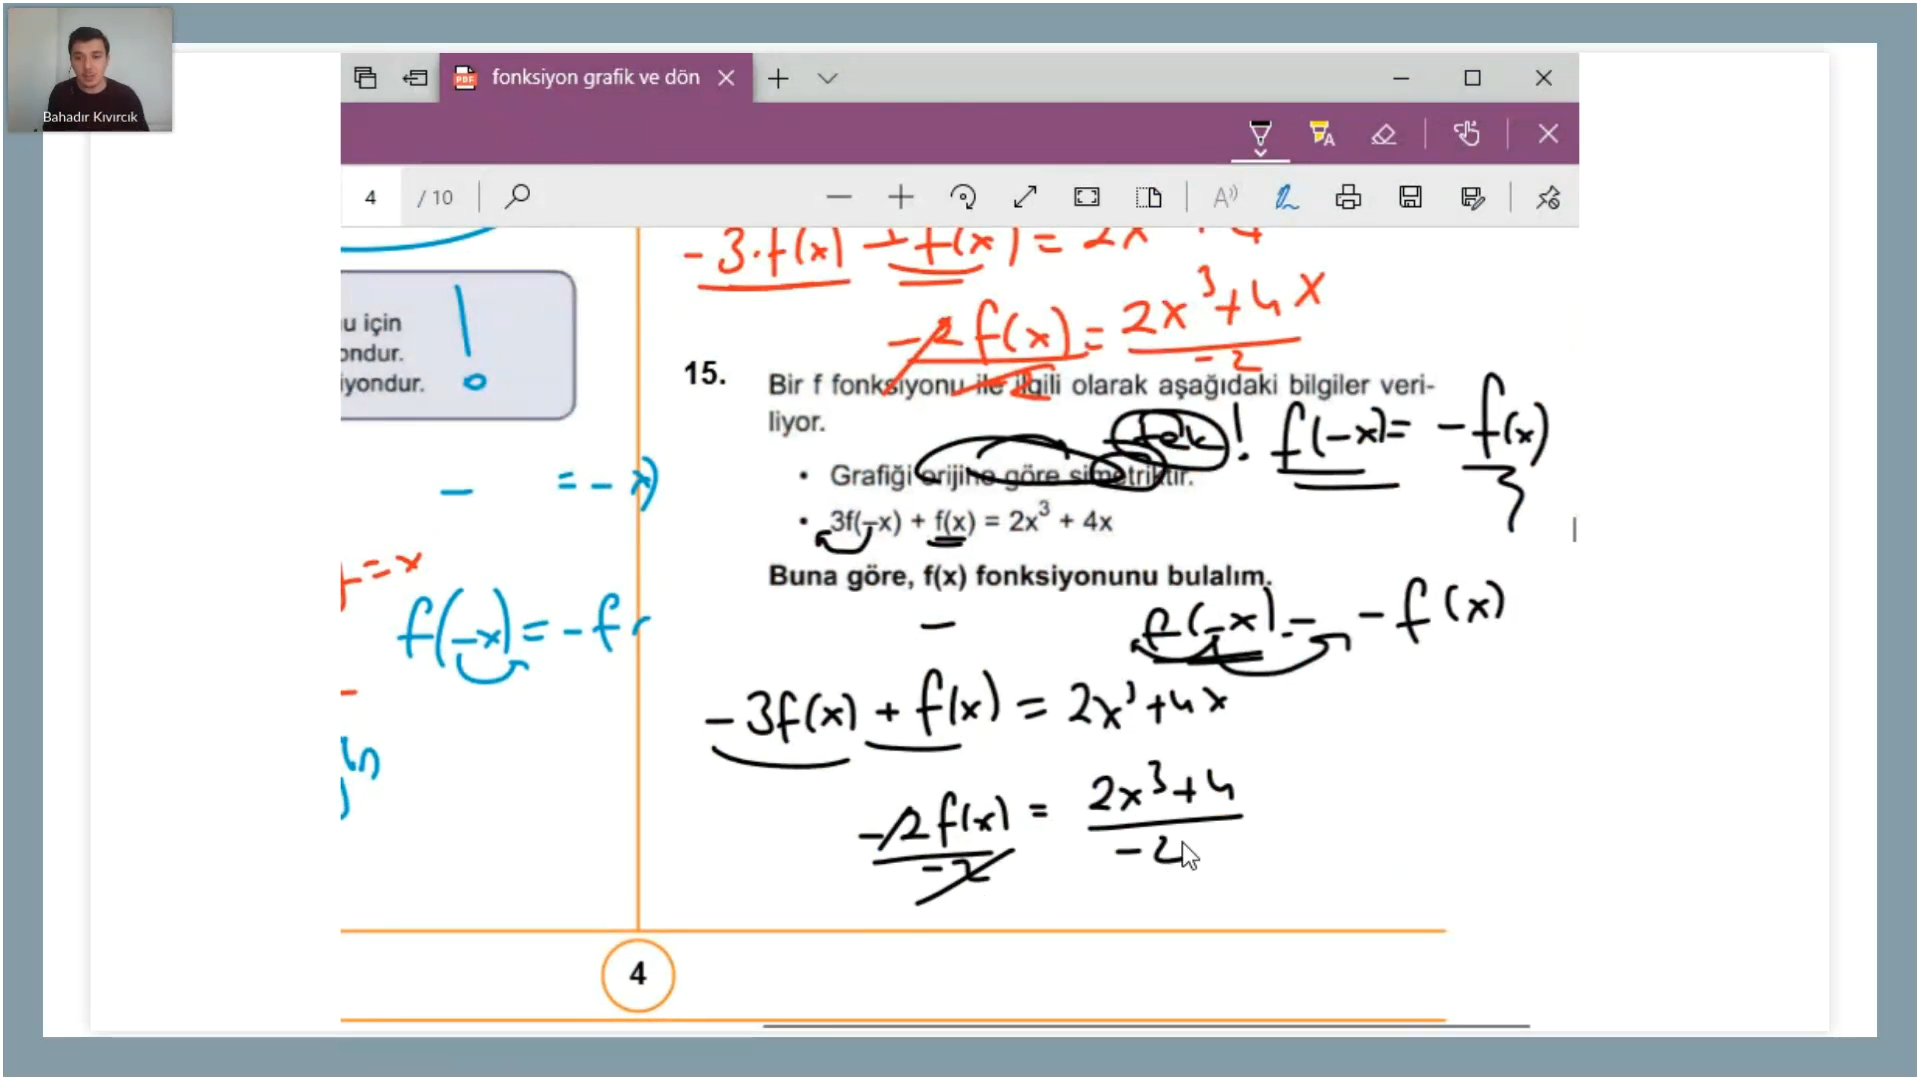 Bahadır Kıvırcık
fonksiyon grafik ve dön
4 / 10
-3·f(x) + f(x) = 2x
-2f(x) = 2x³+4x
-2
u için
ondur.
iyondur.
!
15. Bir f fonksiyonu ile ilgili olarak aşağıdaki bilgiler veri-
liyor.
tek! f(-x)= -f(x)
• Grafiği orijine göre simetriktir.
• 3f(-x) + f(x) = 2x³ + 4x
Buna göre, f(x) fonksiyonunu bulalım.
- = -x)
= x
f(-x) = -f
f(-x) = -f(x)
-3f(x) + f(x) = 2x³+4x
-2f(x) = 2x³+4
-2 -2
4